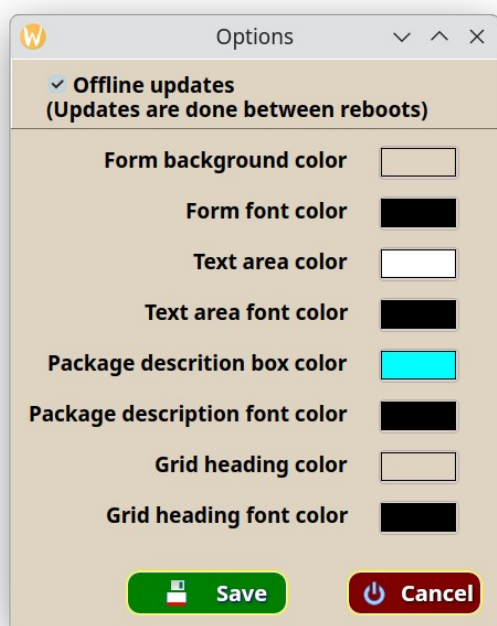 Options
Offline updates
(Updates are done between reboots)
Form background color
Form font color
Text area color
Text area font color
Package descrition box color
Package description font color
Grid heading color
Grid heading font color
Save
Cancel